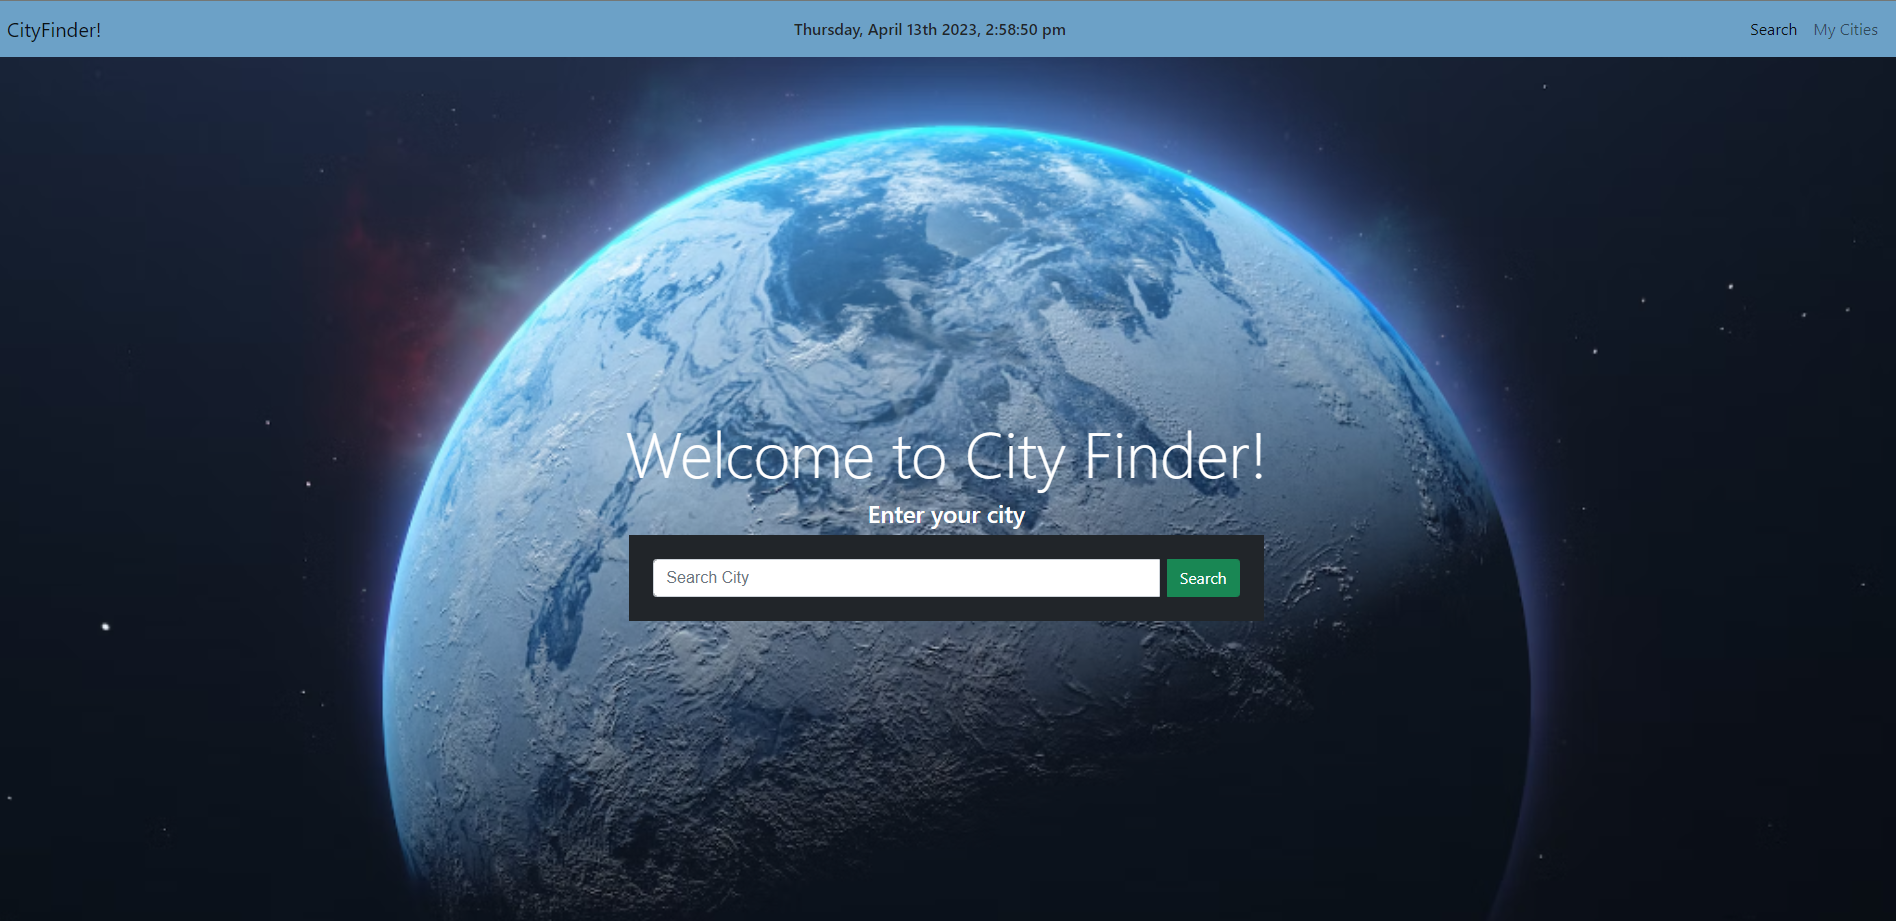 CityFinder!
Thursday, April 13th 2023, 2:58:50 pm
Search
My Cities
Welcome to City Finder!
Enter your city
Search City
Search